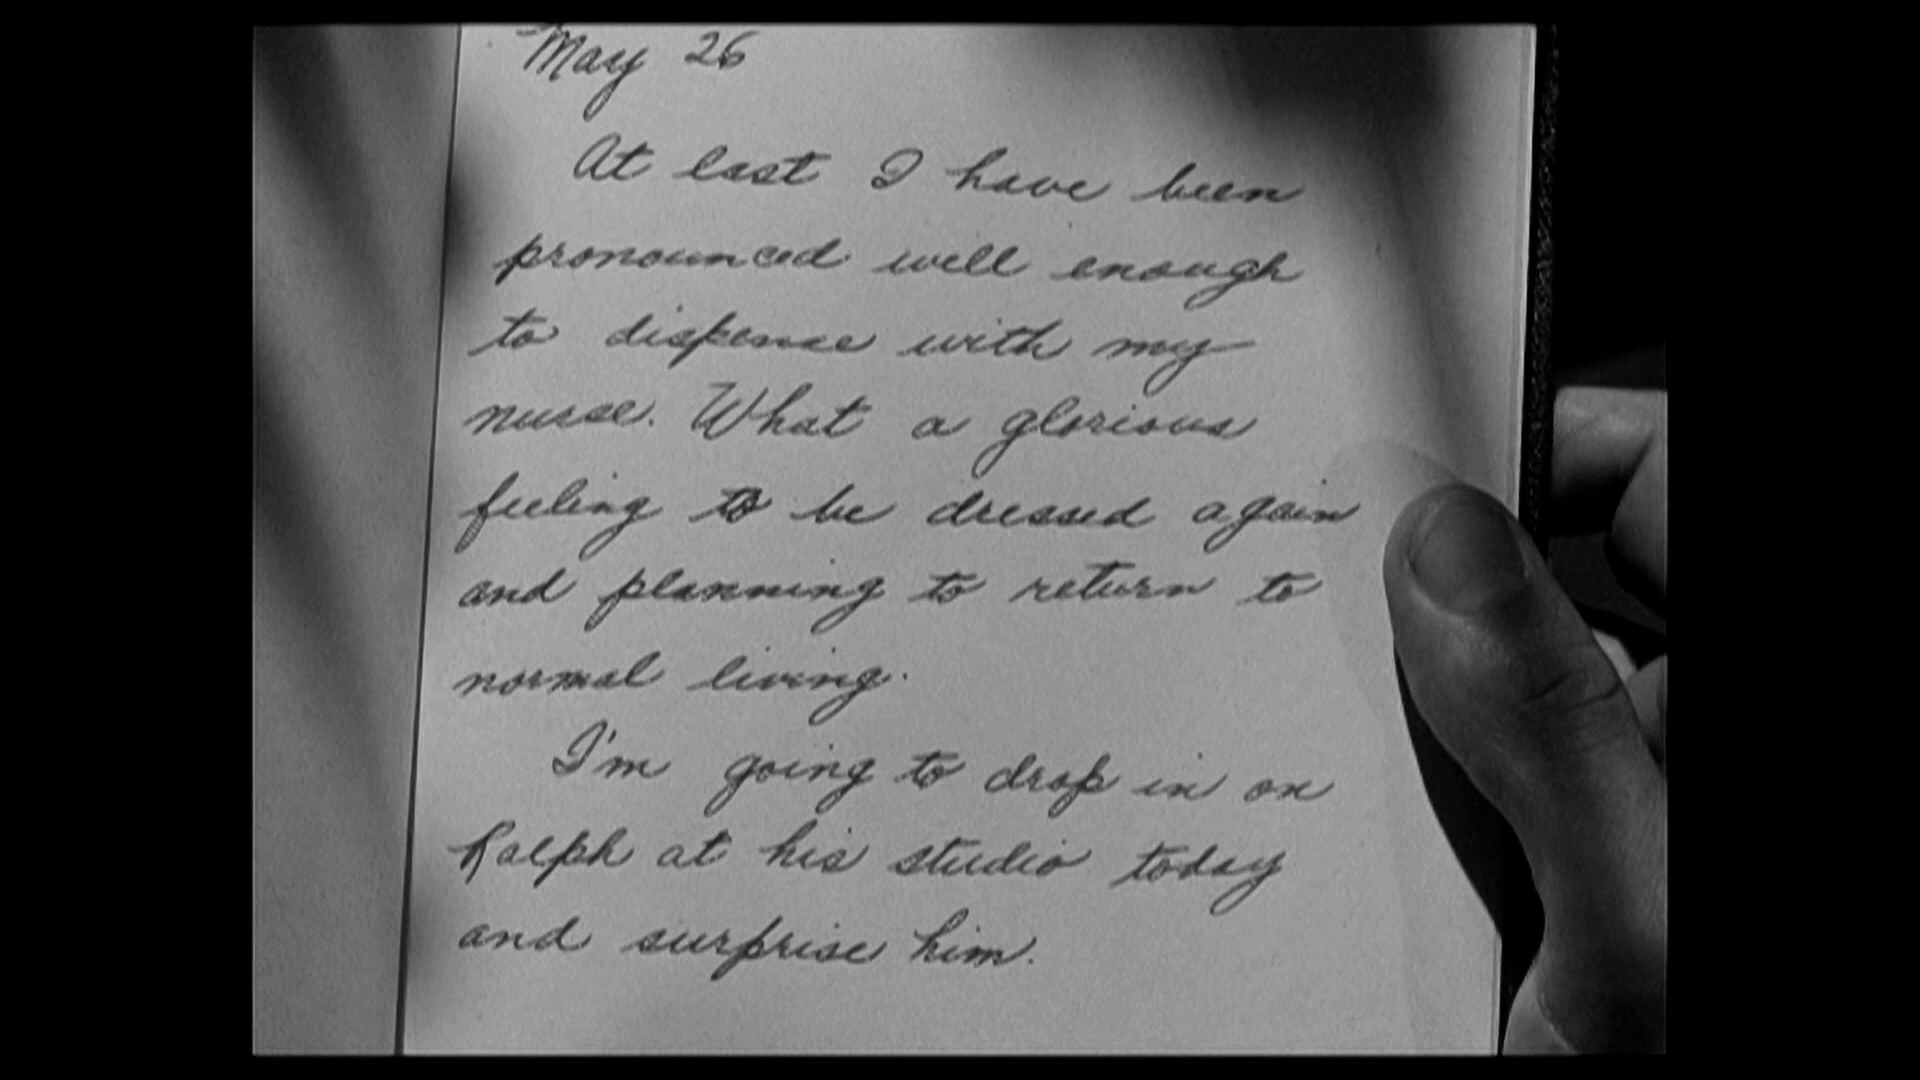 May 26
At last I have been
pronounced well enough
to dispense with my
nurse. What a glorious
feeling to be dressed again
and planning to return to
normal living.
I'm going to drop in on
Ralph at his studio today
and surprise him.